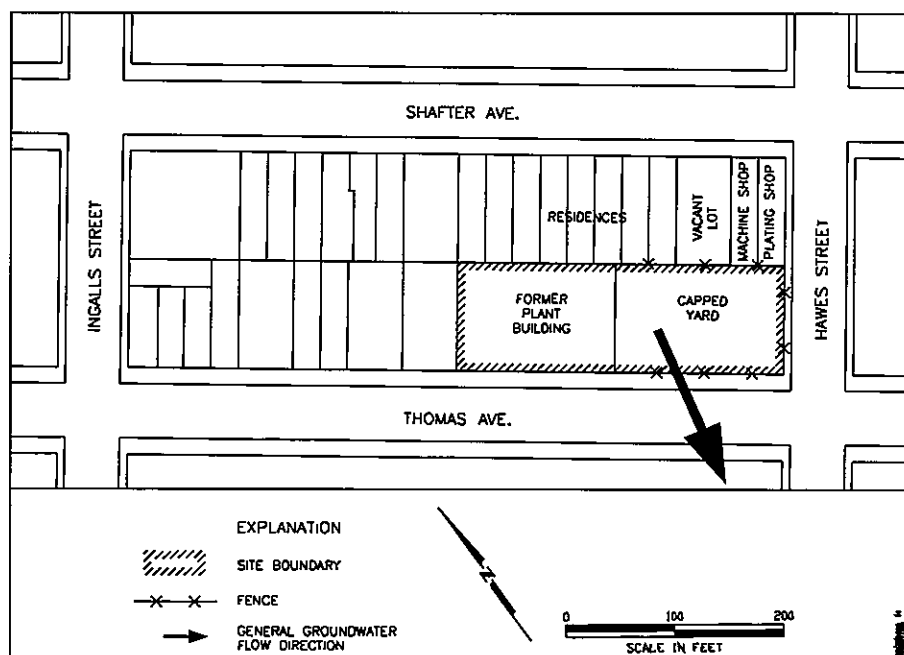 SHAFTER AVE.
INGALLS STREET
RESIDENCES
VACANT
LOT
MACHINE SHOP
PLATING SHOP
HAWES STREET
FORMER
PLANT
BUILDING
CAPPED
YARD
THOMAS AVE.
EXPLANATION
SITE BOUNDARY
FENCE
GENERAL GROUNDWATER
FLOW DIRECTION
N
0 100 200
SCALE IN FEET